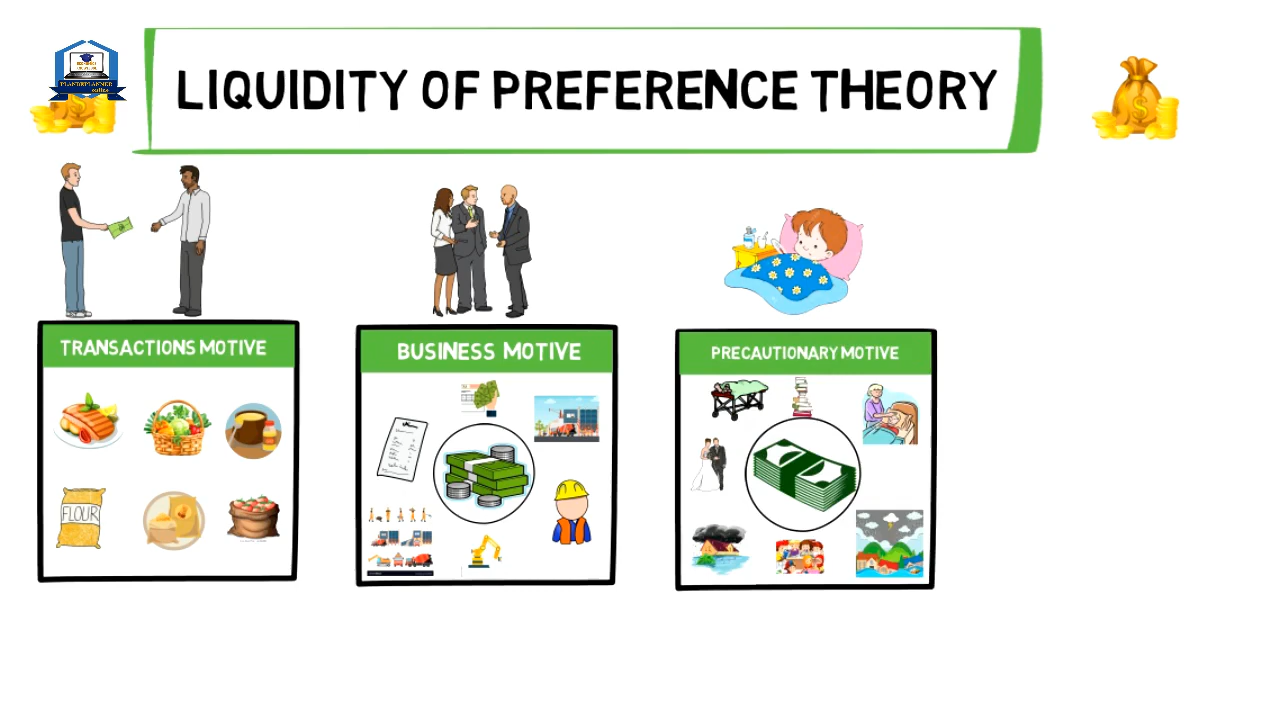 LIQUIDITY OF PREFERENCE THEORY
TRANSACTIONS MOTIVE
BUSINESS MOTIVE
PRECAUTIONARY MOTIVE
FLOUR